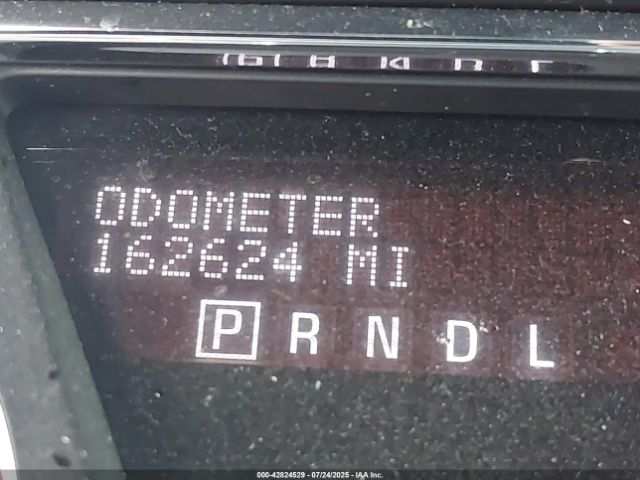 ODOMETER
162624 MI
P R N D L
000-42824529 - 07/24/2025 - IAA Inc.